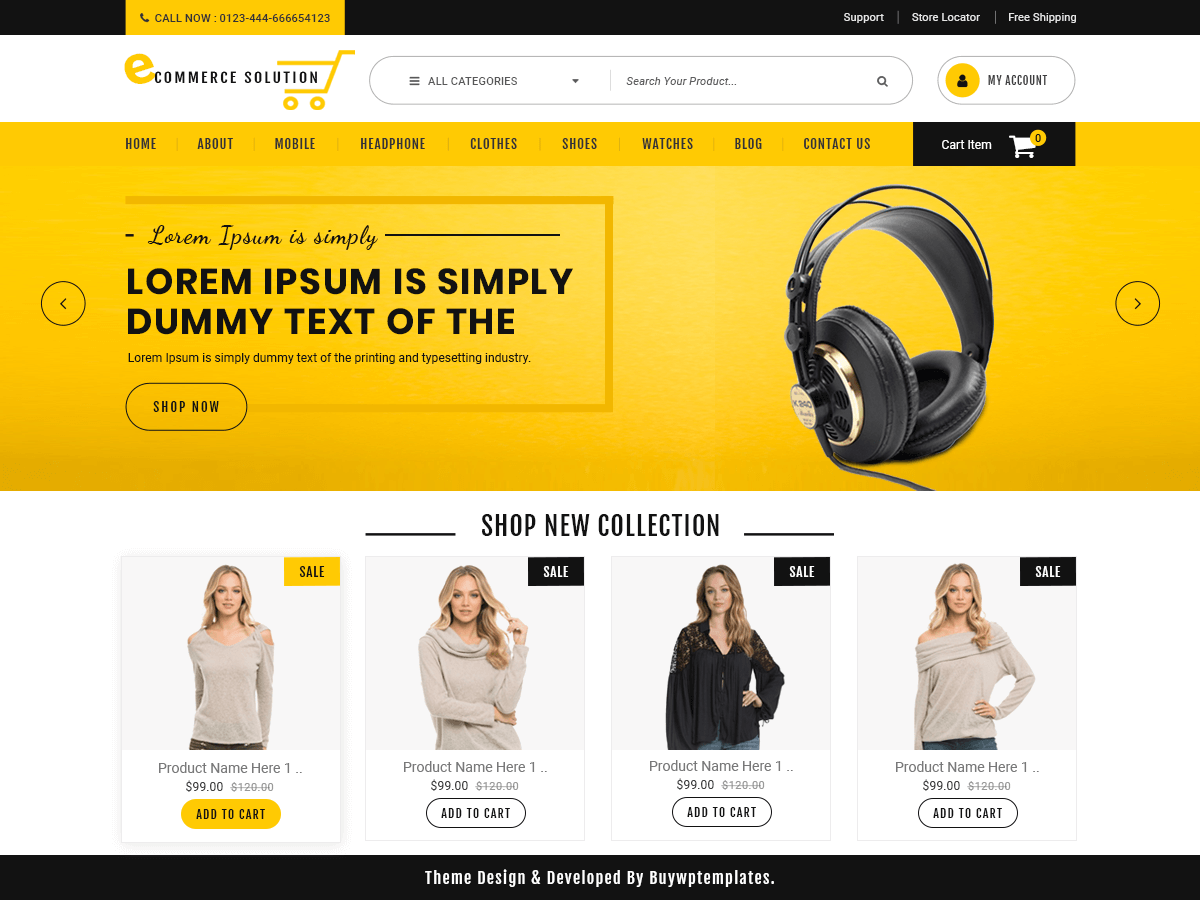 CALL NOW : 0123-444-666654123
Support
Store Locator
Free Shipping
eCOMMERCE SOLUTION
ALL CATEGORIES
Search Your Product...
MY ACCOUNT
HOME
ABOUT
MOBILE
HEADPHONE
CLOTHES
SHOES
WATCHES
BLOG
CONTACT US
Cart Item
0
Lorem Ipsum is simply
LOREM IPSUM IS SIMPLY
DUMMY TEXT OF THE
Lorem Ipsum is simply dummy text of the printing and typesetting industry.
SHOP NOW
K 240
SHOP NEW COLLECTION
SALE
Product Name Here 1 ..
$99.00 $120.00
ADD TO CART
SALE
Product Name Here 1 ..
$99.00 $120.00
ADD TO CART
SALE
Product Name Here 1 ..
$99.00 $120.00
ADD TO CART
SALE
Product Name Here 1 ..
$99.00 $120.00
ADD TO CART
Theme Design & Developed By Buywptemplates.